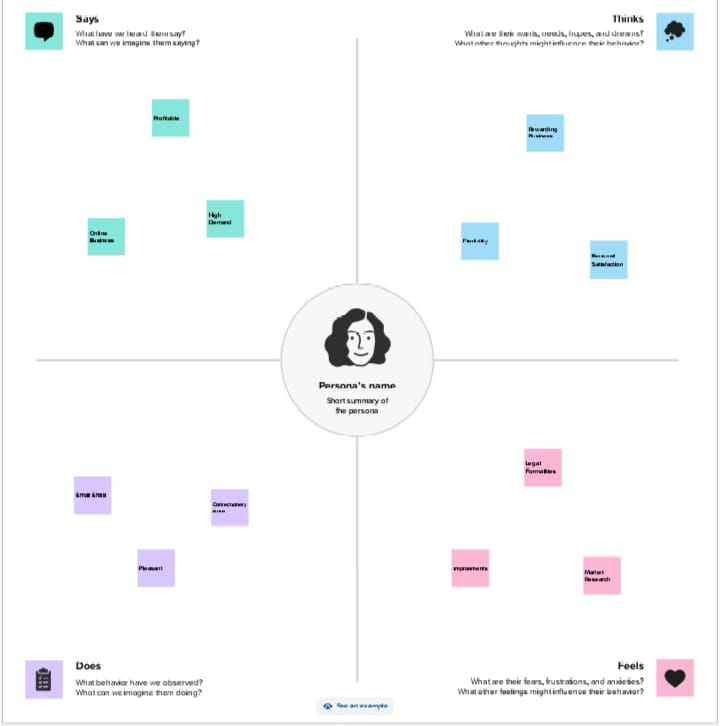 Says
What have we heard them say?
What can we imagine them saying?
Thinks
What are their wants, needs, hopes, and dreams?
What other thoughts might influence their behavior?
Profitable
High
Demand
Online
Business
Rewarding
Business
Flexibility
Personal
Satisfaction
Persona's name
Short summary of
the persona
Small Shop
Confectionery
Pleasant
Legal
Formalities
Market
Research
Does
What behavior have we observed?
What can we imagine them doing?
Feels
What are their fears, frustrations, and anxieties?
What other feelings might influence their behavior?
See an example